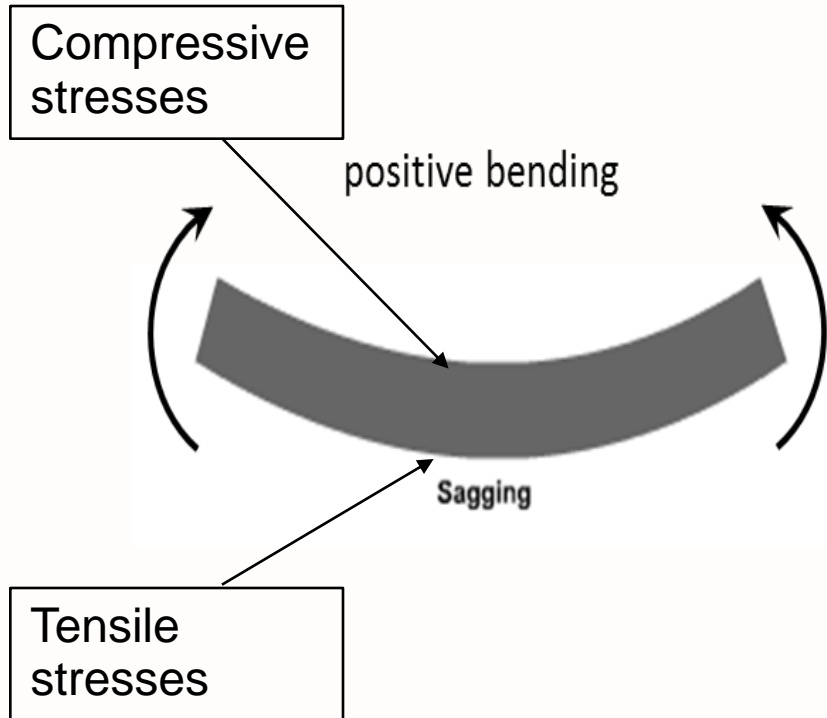 Compressive
stresses
positive bending
Sagging
Tensile
stresses